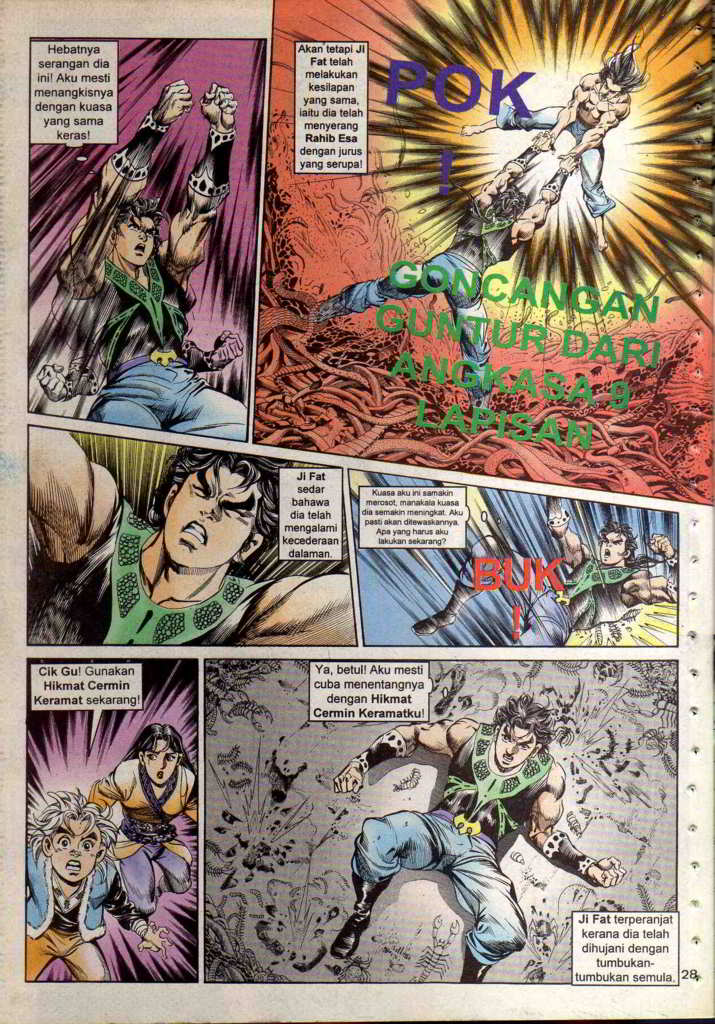 Hebatnya
serangan dia
ini! Aku mesti
menangkisnya
dengan kuasa
yang sama
keras!
Akan tetapi Ji
Fat telah
melakukan
kesilapan
yang sama,
iaitu dia telah
menyerang
Rahib Esa
dengan jurus
yang serupa!
POK
!
GONCANGAN
GUNTUR DARI
ANGKASA 9
LAPISAN
Ji Fat
sedar
bahawa
dia telah
mengalami
kecederaan
dalaman.
Kuasa aku ini samakin
merosot, manakala kuasa
dia semakin meningkat. Aku
pasti akan ditewaskannya.
Apa yang harus aku
lakukan sekarang?
BUK
!
Cik Gu! Gunakan
Hikmat Cermin
Keramat sekarang!
Ya, betul! Aku mesti
cuba menentangnya
dengan Hikmat
Cermin Keramatku!
Ji Fat terperanjat
kerana dia telah
dihujani dengan
tumbukan-
tumbukan semula.
28